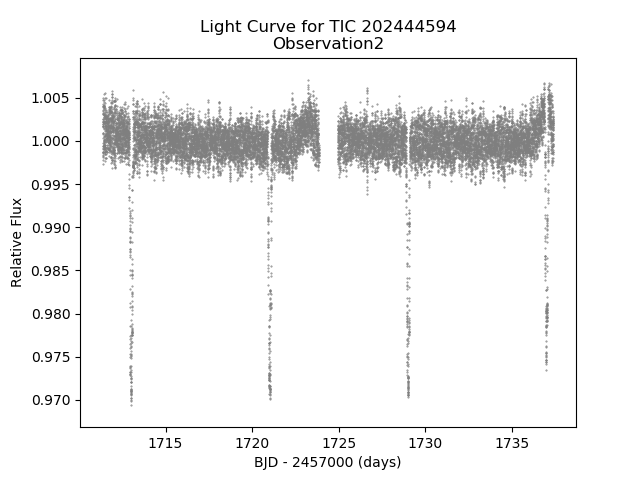 Light Curve for TIC 202444594
Observation2
1.005
1.000
0.995
0.990
0.985
0.980
0.975
0.970
Relative Flux
1715 1720 1725 1730 1735
BJD - 2457000 (days)